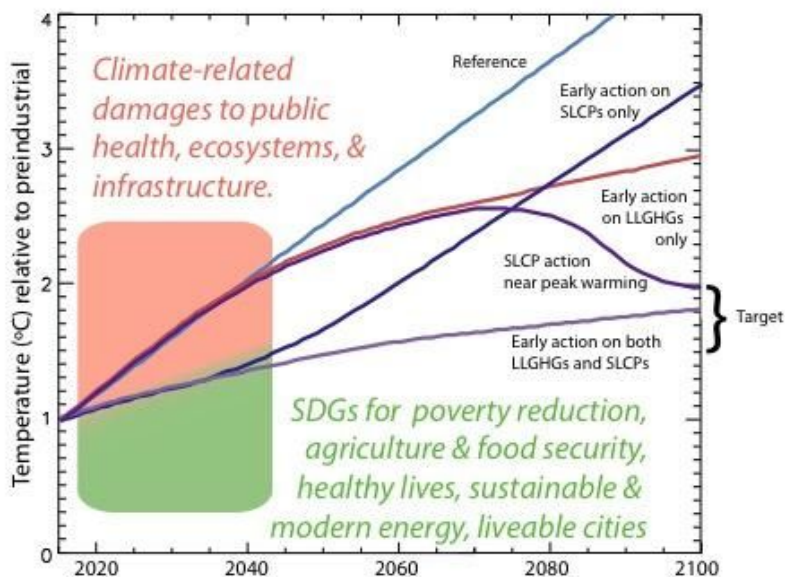 4
3
2
1
0
Temperature (°C) relative to preindustrial
Climate-related
damages to public
health, ecosystems, &
infrastructure.
Reference
Early action on
SLCPs only
Early action
on LLGHGs
only
SLCP action
near peak warming
Target
Early action on both
LLGHGs and SLCPs
SDGs for poverty reduction,
agriculture & food security,
healthy lives, sustainable &
modern energy, liveable cities
2020 2040 2060 2080 2100